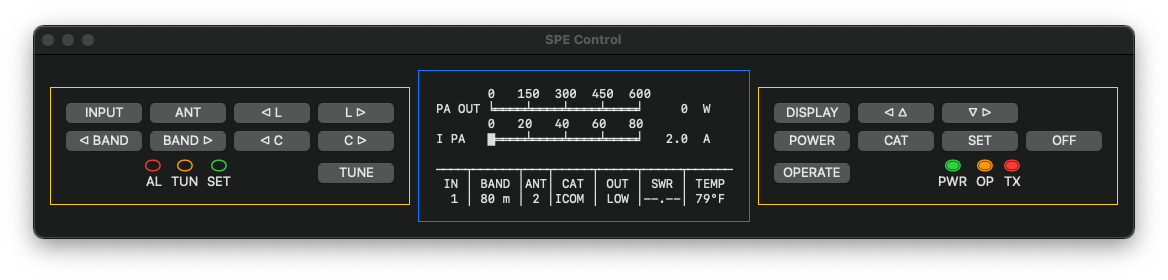 SPE Control
INPUT ANT ◁ L L ▷
◁ BAND BAND ▷ ◁ C C ▷
AL TUN SET TUNE
0 150 300 450 600
PA OUT 0 W
0 20 40 60 80
I PA 2.0 A
IN BAND ANT CAT OUT SWR TEMP
1 80 m 2 ICOM LOW --.-- 79°F
DISPLAY ◁ △ ▽ ▷
POWER CAT SET OFF
OPERATE PWR OP TX